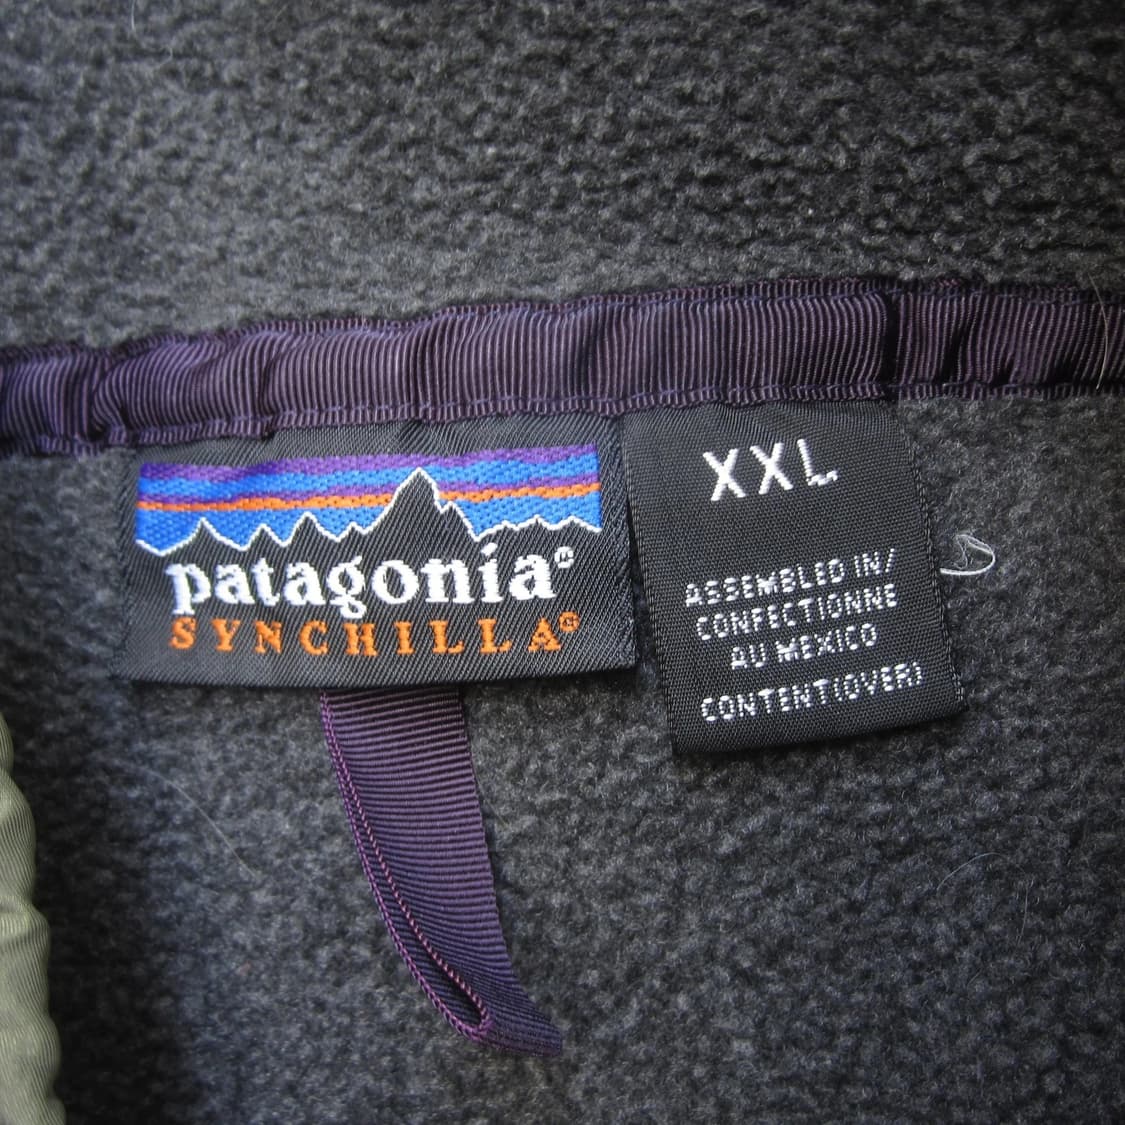 patagonia®
SYNCHILLA®
XXL
ASSEMBLED IN/
CONFECTIONNE
AU MEXICO
CONTENT(OVER)